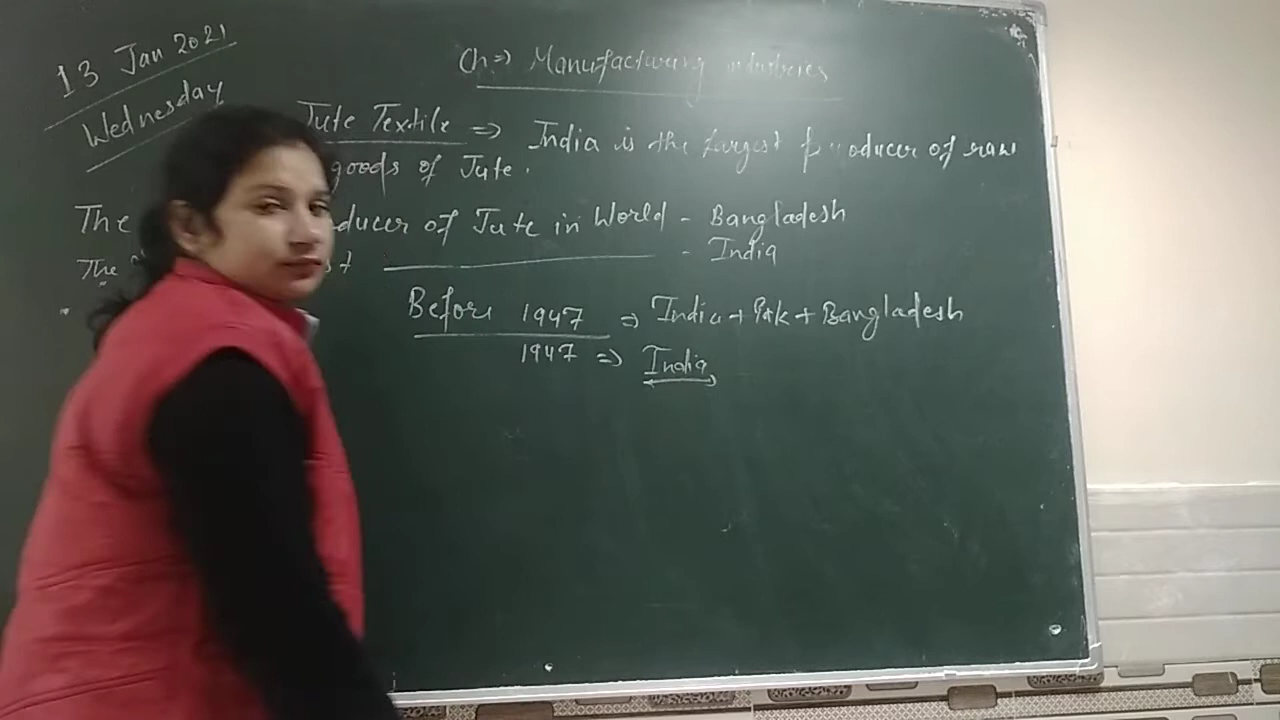 13 Jan 2021
Wednesday
Ch => Manufacturing industries
Jute Textile => India is the largest producer of raw
goods of Jute.
The ducer of Jute in World - Bangladesh
The - India
Before 1947 => India + Pak + Bangladesh
1947 => India